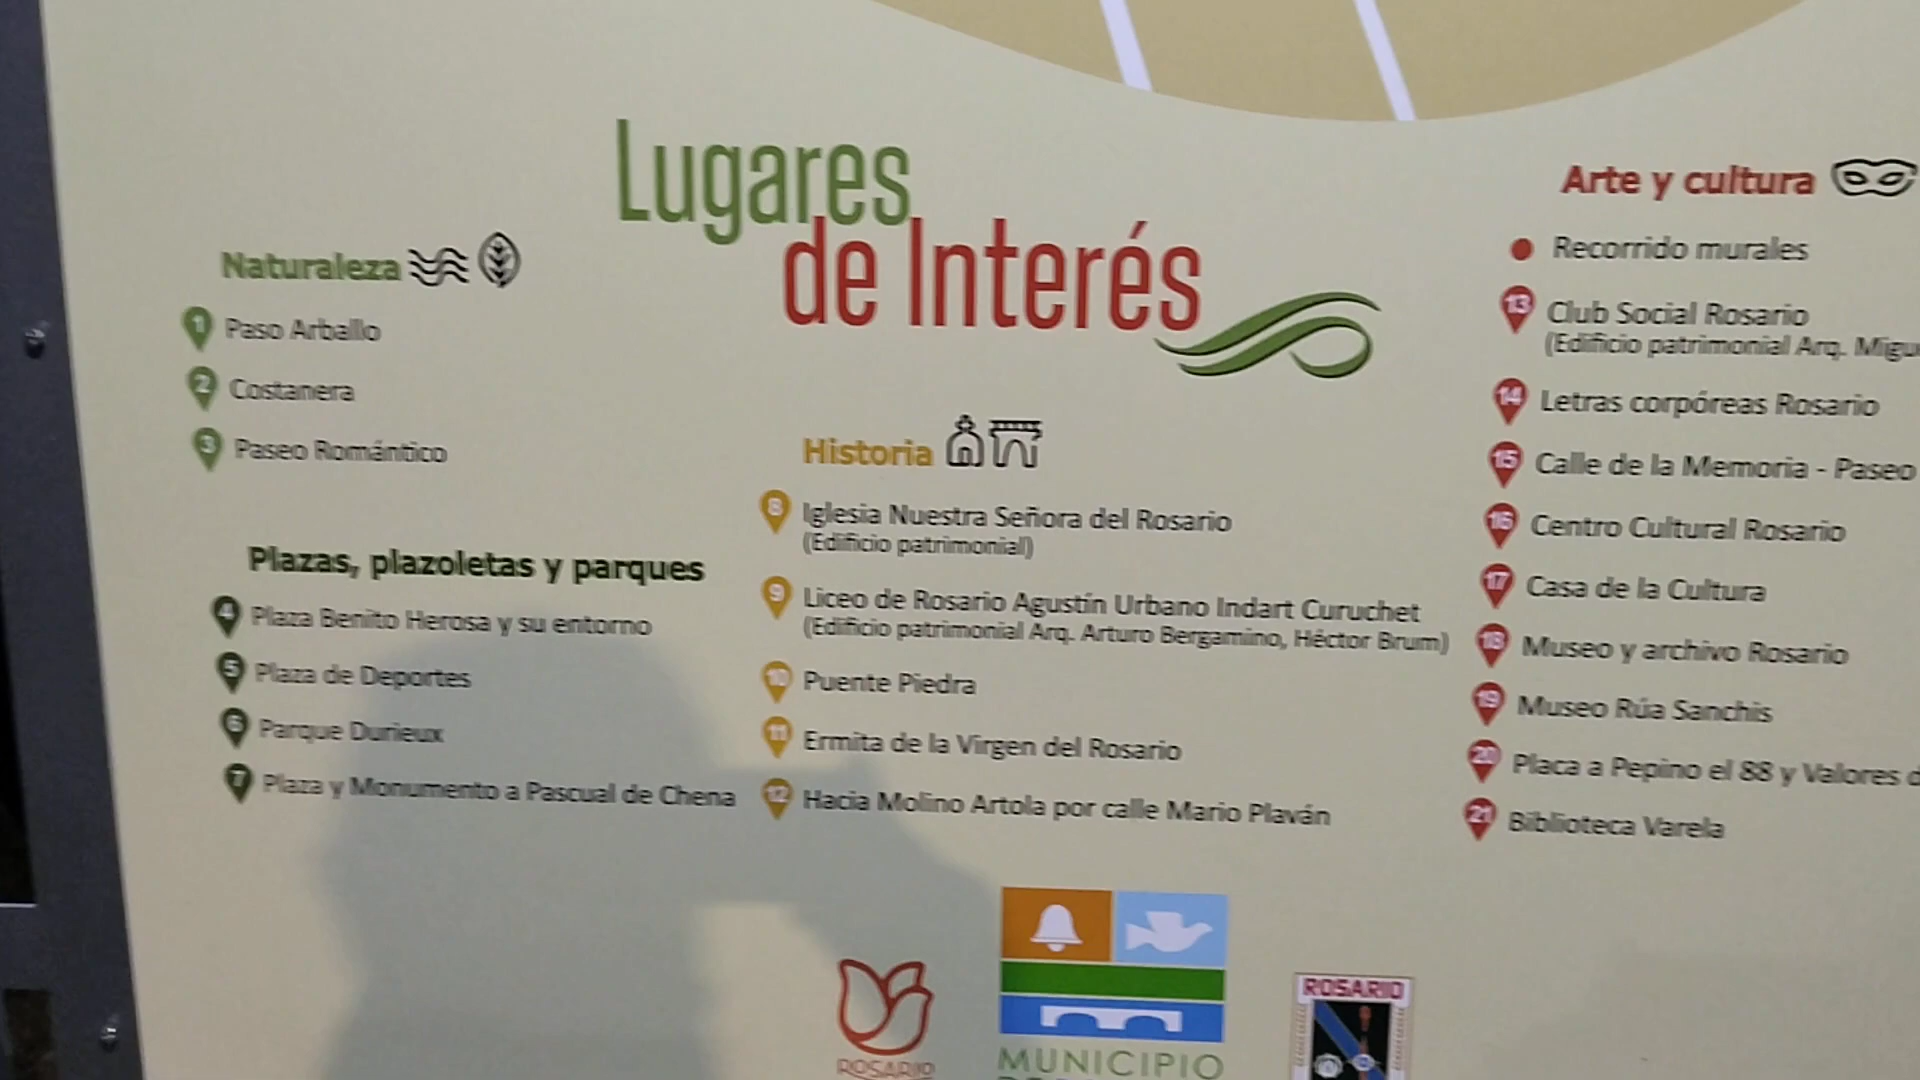 Lugares
de Interés
Naturaleza
1 Paso Arballo
2 Costanera
3 Paseo Romántico
Plazas, plazoletas y parques
4 Plaza Benito Herosa y su entorno
5 Plaza de Deportes
6 Parque Durieux
7 Plaza y Monumento a Pascual de Chena
Historia
8 Iglesia Nuestra Señora del Rosario
(Edificio patrimonial)
9 Liceo de Rosario Agustín Urbano Indart Curuchet
(Edificio patrimonial Arq. Arturo Bergamino, Héctor Brum)
10 Puente Piedra
11 Ermita de la Virgen del Rosario
12 Hacia Molino Artola por calle Mario Plaván
Arte y cultura
Recorrido murales
13 Club Social Rosario
(Edificio patrimonial Arq.
14 Letras corpóreas Rosario
15 Calle de la Memoria - Paseo
16 Centro Cultural Rosario
17 Casa de la Cultura
18 Museo y archivo Rosario
19 Museo Rúa Sanchis
20 Placa a Pepino el 88 y Valores
21 Biblioteca Varela
ROSARIO
MUNICIPIO
ROSARIO